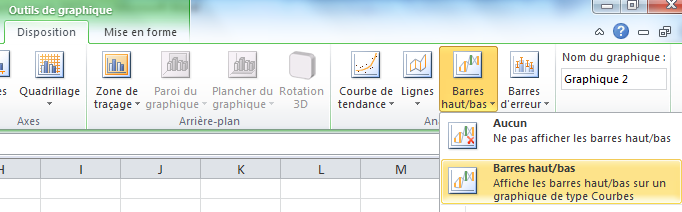 Outils de graphique
Disposition Mise en forme
Quadrillage
Zone de traçage
Paroi du graphique
Plancher du graphique
Rotation 3D
Courbe de tendance
Lignes
Barres haut/bas
Barres d'erreur
Nom du graphique :
Graphique 2
Axes
Arrière-plan
Aucun
Ne pas afficher les barres haut/bas
Barres haut/bas
Affiche les barres haut/bas sur un
graphique de type Courbes
H I J K L M